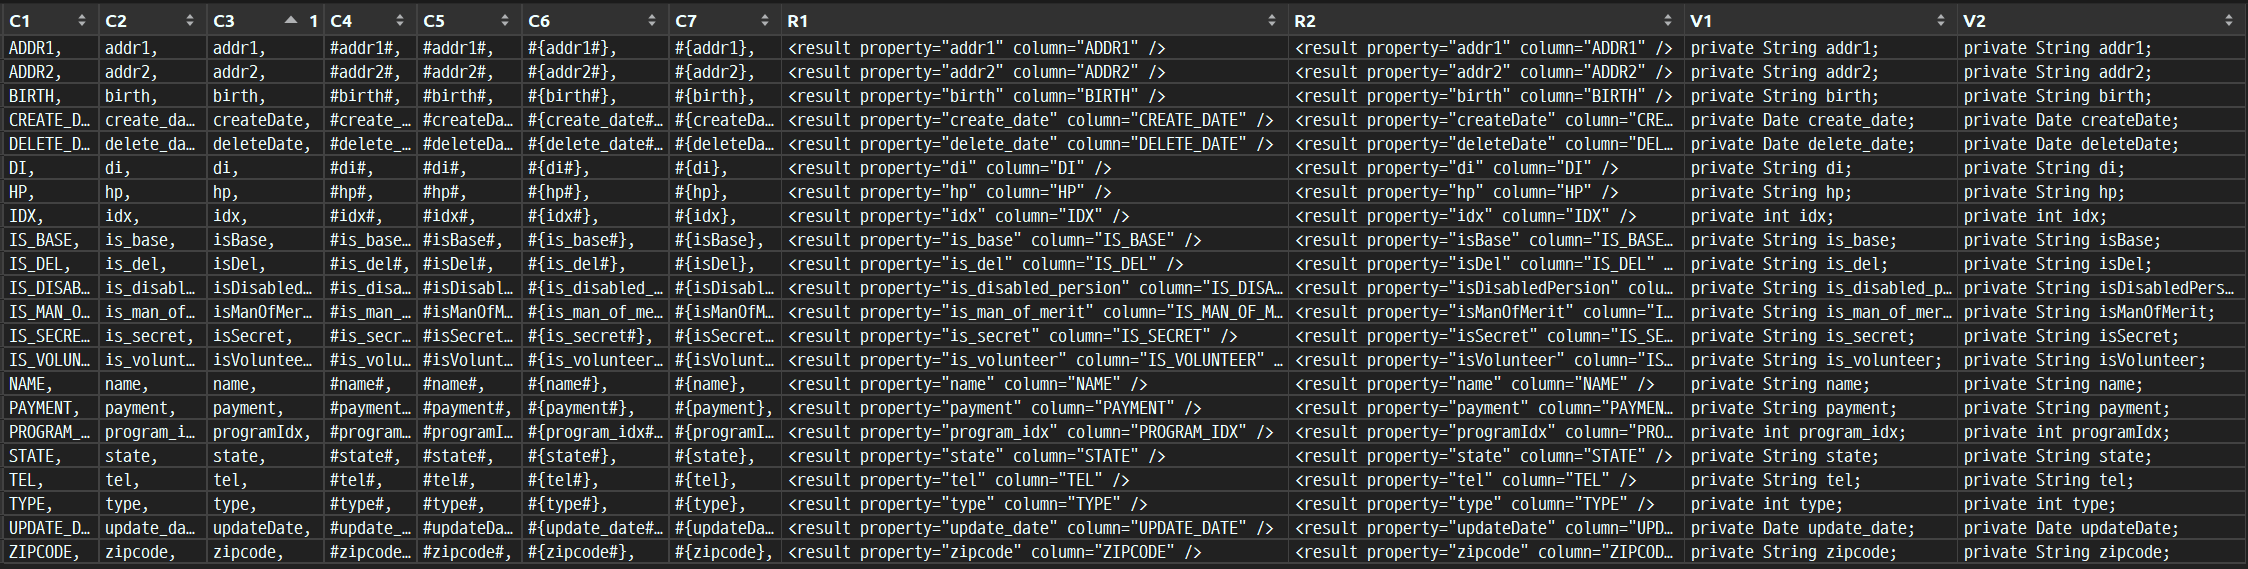 C1 C2 C3 1 C4 C5 C6 C7 R1 R2 V1 V2
ADDR1, addr1, addr1, #addr1#, #addr1#, #{addr1#}, #{addr1}, <result property="addr1" column="ADDR1" /> <result property="addr1" column="ADDR1" /> private String addr1; private String addr1;
ADDR2, addr2, addr2, #addr2#, #addr2#, #{addr2#}, #{addr2}, <result property="addr2" column="ADDR2" /> <result property="addr2" column="ADDR2" /> private String addr2; private String addr2;
BIRTH, birth, birth, #birth#, #birth#, #{birth#}, #{birth}, <result property="birth" column="BIRTH" /> <result property="birth" column="BIRTH" /> private String birth; private String birth;
CREATE_D... create_da... createDate, #create_... #createDa... #{create_date#... #{createDa... <result property="create_date" column="CREATE_DATE" /> <result property="createDate" column="CRE... private Date create_date; private Date createDate;
DELETE_D... delete_da... deleteDate, #delete_... #deleteDa... #{delete_date#... #{deleteDa... <result property="delete_date" column="DELETE_DATE" /> <result property="deleteDate" column="DEL... private Date delete_date; private Date deleteDate;
DI, di, di, #di#, #di#, #{di#}, #{di}, <result property="di" column="DI" /> <result property="di" column="DI" /> private String di; private String di;
HP, hp, hp, #hp#, #hp#, #{hp#}, #{hp}, <result property="hp" column="HP" /> <result property="hp" column="HP" /> private String hp; private String hp;
IDX, idx, idx, #idx#, #idx#, #{idx#}, #{idx}, <result property="idx" column="IDX" /> <result property="idx" column="IDX" /> private int idx; private int idx;
IS_BASE, is_base, isBase, #is_base... #isBase#, #{is_base#}, #{isBase}, <result property="is_base" column="IS_BASE" /> <result property="isBase" column="IS_BASE... private String is_base; private String isBase;
IS_DEL, is_del, isDel, #is_del#, #isDel#, #{is_del#}, #{isDel}, <result property="is_del" column="IS_DEL" /> <result property="isDel" column="IS_DEL" ... private String is_del; private String isDel;
IS_DISAB... is_disabl... isDisabled... #is_disa... #isDisabl... #{is_disabled_... #{isDisabl... <result property="is_disabled_persion" column="IS_DISA... <result property="isDisabledPersion" colu... private String is_disabled_p... private String isDisabledPers...
IS_MAN_O... is_man_of... isManOfMer... #is_man_... #isManOfM... #{is_man_of_me... #{isManOfM... <result property="is_man_of_merit" column="IS_MAN_OF_M... <result property="isManOfMerit" column="I... private String is_man_of_mer... private String isManOfMerit;
IS_SECRE... is_secret, isSecret, #is_secr... #isSecret... #{is_secret#}, #{isSecret... <result property="is_secret" column="IS_SECRET" /> <result property="isSecret" column="IS_SE... private String is_secret; private String isSecret;
IS_VOLUN... is_volunt... isVoluntee... #is_volu... #isVolunt... #{is_volunteer... #{isVolunt... <result property="is_volunteer" column="IS_VOLUNTEER" ... <result property="isVolunteer" column="IS... private String is_volunteer; private String isVolunteer;
NAME, name, name, #name#, #name#, #{name#}, #{name}, <result property="name" column="NAME" /> <result property="name" column="NAME" /> private String name; private String name;
PAYMENT, payment, payment, #payment... #payment#, #{payment#}, #{payment}, <result property="payment" column="PAYMENT" /> <result property="payment" column="PAYMEN... private String payment; private String payment;
PROGRAM_... program_i... programIdx, #program... #programI... #{program_idx#... #{programI... <result property="program_idx" column="PROGRAM_IDX" /> <result property="programIdx" column="PRO... private int program_idx; private int programIdx;
STATE, state, state, #state#, #state#, #{state#}, #{state}, <result property="state" column="STATE" /> <result property="state" column="STATE" /> private String state; private String state;
TEL, tel, tel, #tel#, #tel#, #{tel#}, #{tel}, <result property="tel" column="TEL" /> <result property="tel" column="TEL" /> private String tel; private String tel;
TYPE, type, type, #type#, #type#, #{type#}, #{type}, <result property="type" column="TYPE" /> <result property="type" column="TYPE" /> private int type; private int type;
UPDATE_D... update_da... updateDate, #update_... #updateDa... #{update_date#... #{updateDa... <result property="update_date" column="UPDATE_DATE" /> <result property="updateDate" column="UPD... private Date update_date; private Date updateDate;
ZIPCODE, zipcode, zipcode, #zipcode... #zipcode#, #{zipcode#}, #{zipcode}, <result property="zipcode" column="ZIPCODE" /> <result property="zipcode" column="ZIPCOD... private String zipcode; private String zipcode;